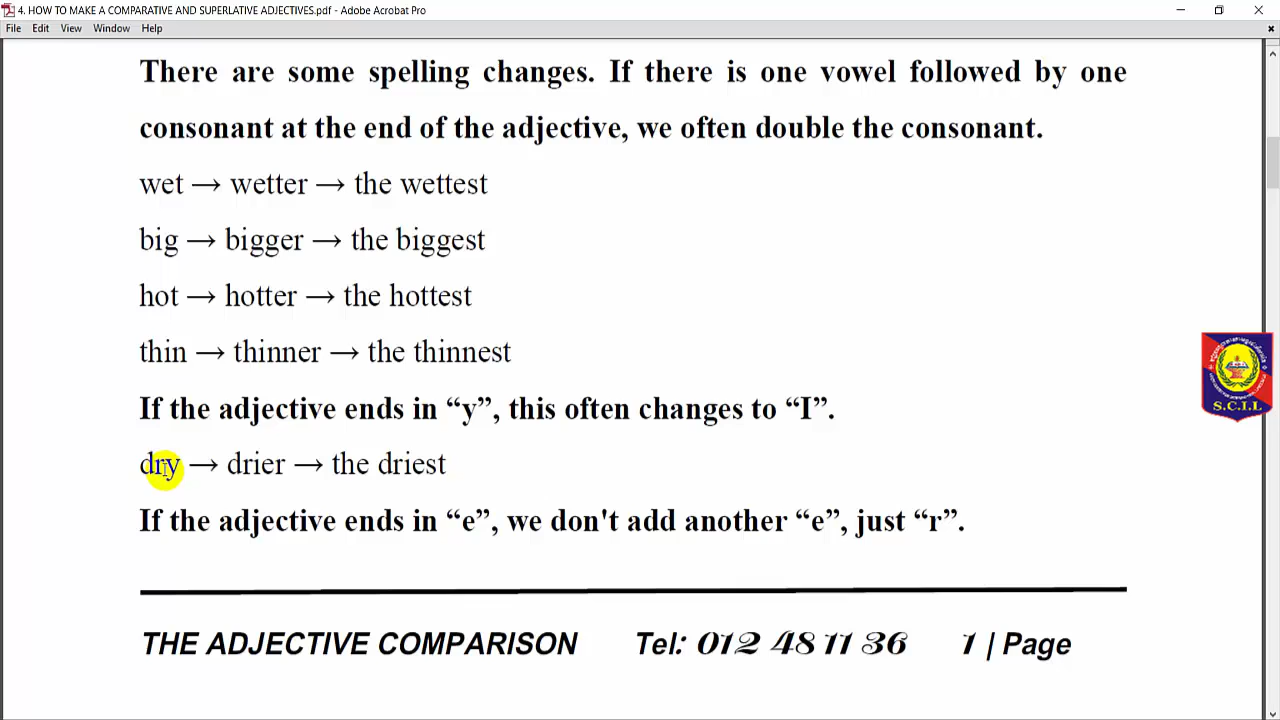 4. HOW TO MAKE A COMPARATIVE AND SUPERLATIVE ADJECTIVES.pdf - Adobe Acrobat Pro
File Edit View Window Help
There are some spelling changes. If there is one vowel followed by one
consonant at the end of the adjective, we often double the consonant.
wet → wetter → the wettest
big → bigger → the biggest
hot → hotter → the hottest
thin → thinner → the thinnest
If the adjective ends in “y”, this often changes to “I”.
dry → drier → the driest
If the adjective ends in “e”, we don't add another “e”, just “r”.
S.C.I.L
THE ADJECTIVE COMPARISON Tel: 012 48 11 36 1 | Page